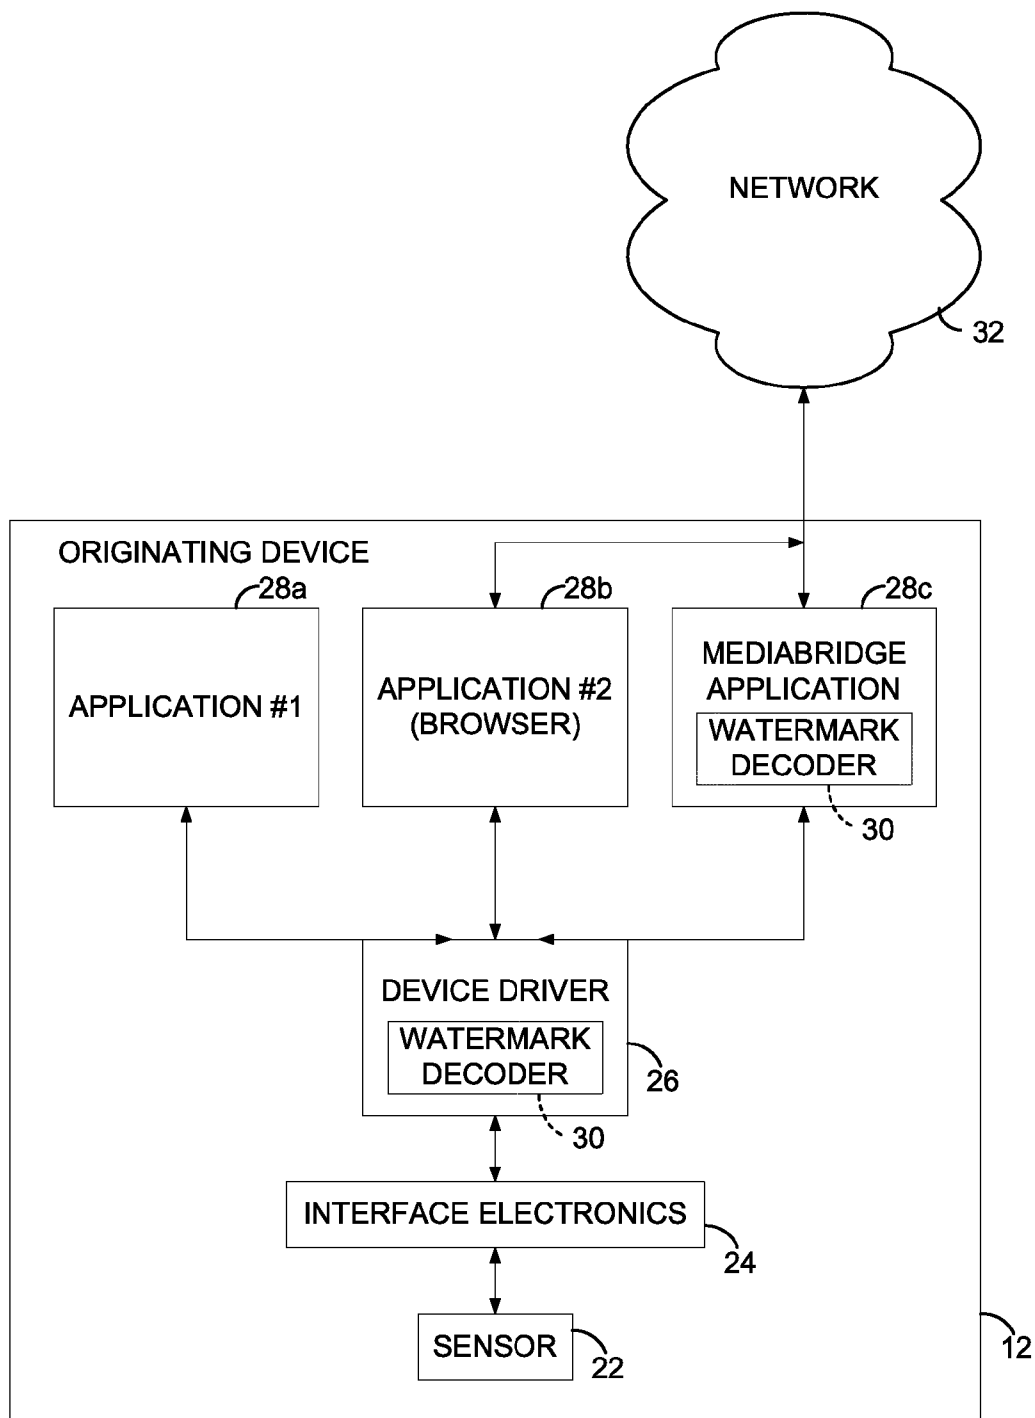 NETWORK
32
ORIGINATING DEVICE
28a
28b
28c
APPLICATION #1
APPLICATION #2
(BROWSER)
MEDIABRIDGE
APPLICATION
WATERMARK
DECODER
30
DEVICE DRIVER
WATERMARK
DECODER
26
30
INTERFACE ELECTRONICS
24
SENSOR
22
12